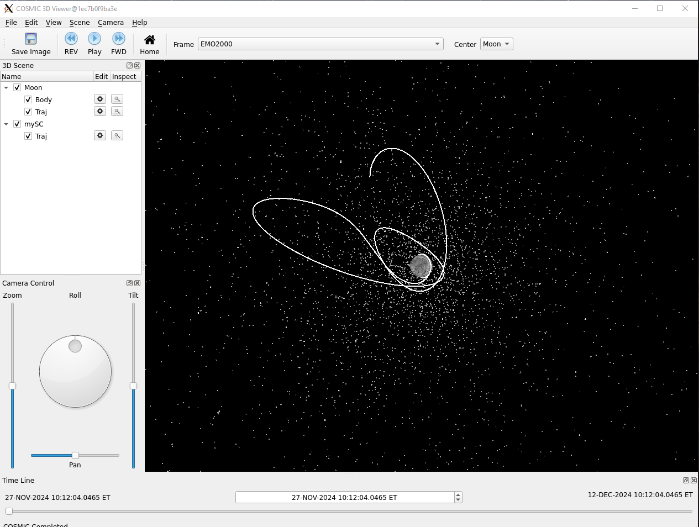 COSMIC 3D Viewer@1ec7b0f9ba5e
File Edit View Scene Camera Help
Save Image REV Play FWD Home Frame EMO2000 Center Moon
3D Scene
Name Edit Inspect
Moon
Body
Traj
mySC
Traj
Camera Control
Zoom Roll Tilt
Pan
Time Line
27-NOV-2024 10:12:04.0465 ET 27-NOV-2024 10:12:04.0465 ET 12-DEC-2024 10:12:04.0465 ET
COSMIC Completed